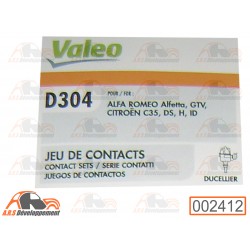 Valeo
D304
POUR / FOR :
ALFA ROMEO Alfetta, GTV,
CITROËN C35, DS, H, ID
JEU DE CONTACTS
CONTACT SETS / SERIE CONTATTI
JUEGOS DE CONTACTOS
DUCELLIER
A.R.S Développement
002412